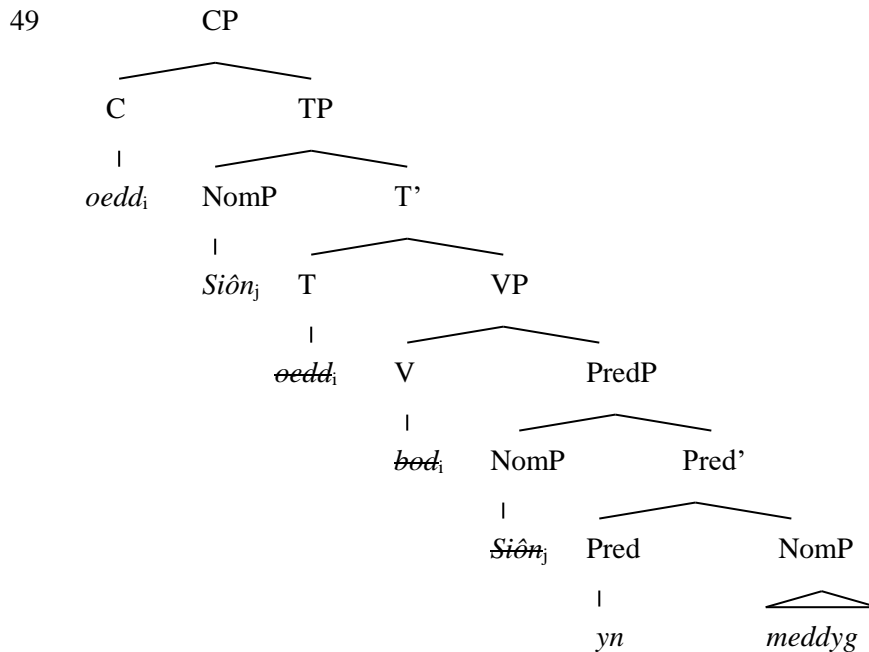 49 CP
C TP
oeddᵢ NomP T’
Siônⱼ T VP
oeddᵢ V PredP
bodᵢ NomP Pred’
Siônⱼ Pred NomP
yn meddyg